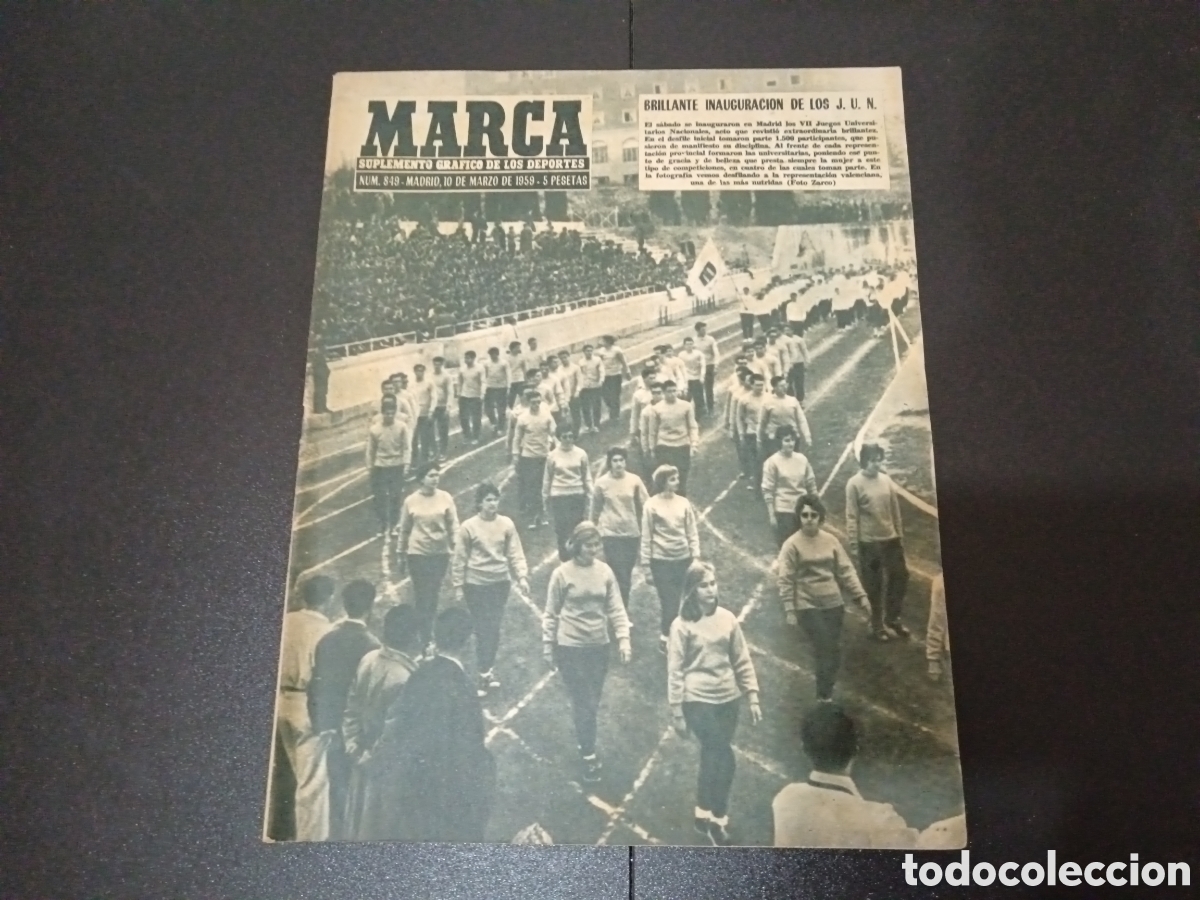 MARCA
SUPLEMENTO GRAFICO DE LOS DEPORTES
NUM. 849 - MADRID, 10 DE MARZO DE 1959 - 5 PESETAS
BRILLANTE INAUGURACION DE LOS J. U. N.
El sábado se inauguraron en Madrid los VII Juegos Universi-
tarios Nacionales, acto que revistió extraordinaria brillantez.
En el desfile inicial tomaron parte 1.500 participantes, que pu-
sieron de manifiesto su disciplina. Al frente de cada repre-
sentación provincial formaron las universitarias, poniendo ese pun-
to de gracia y de belleza que presta siempre la mujer a este
tipo de competiciones, en cuatro de las cuales toman parte. En
la fotografía vemos desfilando a la representación valenciana,
una de las más nutridas (Foto Zarco)
todocoleccion.net